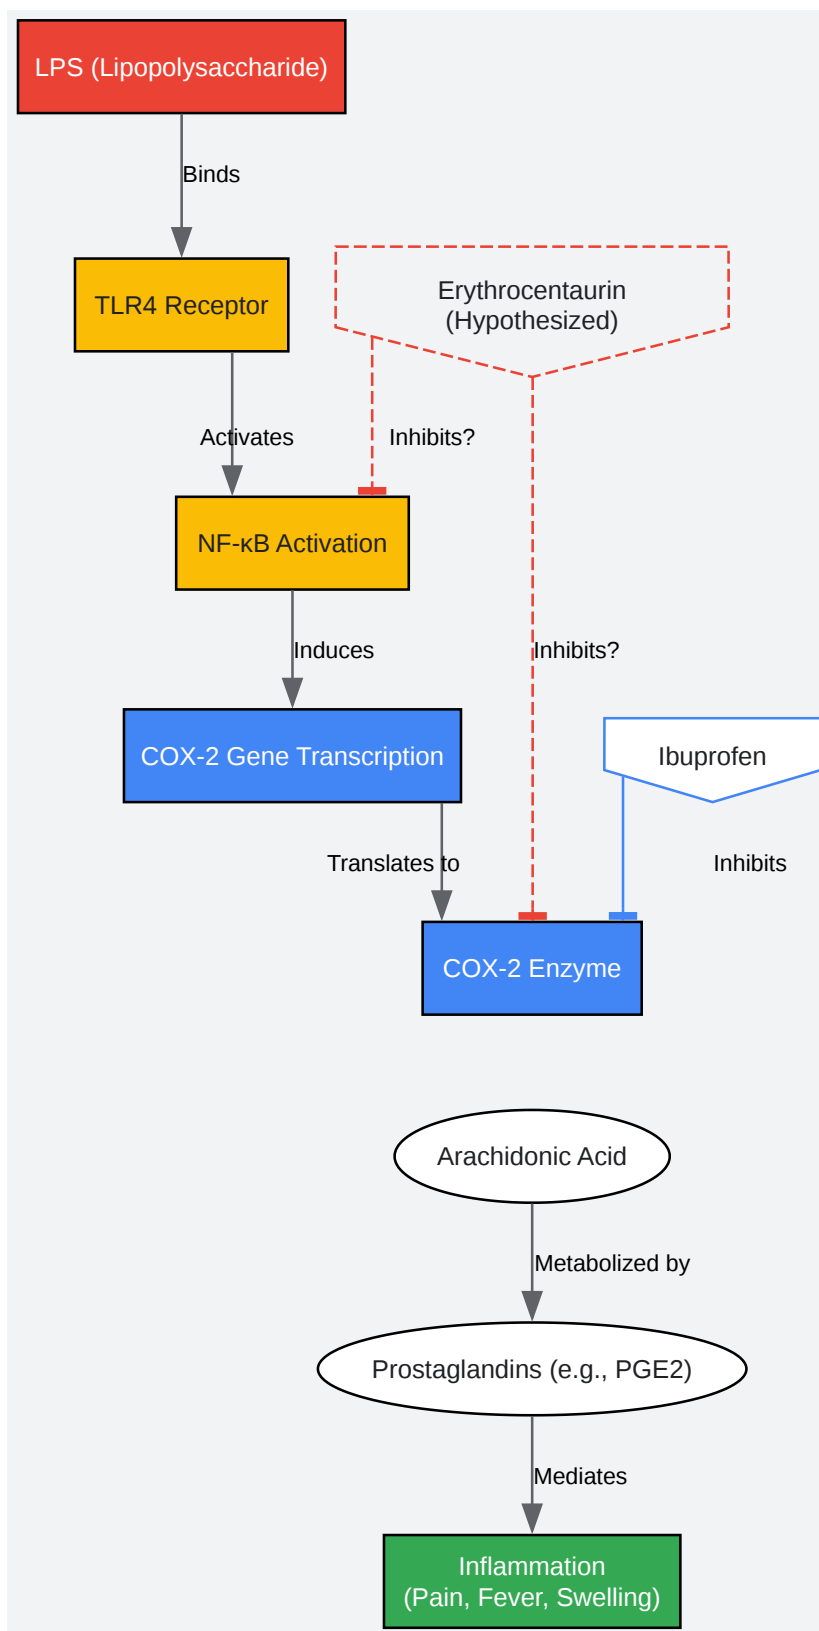 LPS (Lipopolysaccharide)
Binds
TLR4 Receptor
Erythrocentaurin
(Hypothesized)
Activates
Inhibits?
NF-κB Activation
Induces
Inhibits?
COX-2 Gene Transcription
Ibuprofen
Translates to
Inhibits
COX-2 Enzyme
Arachidonic Acid
Metabolized by
Prostaglandins (e.g., PGE2)
Mediates
Inflammation
(Pain, Fever, Swelling)